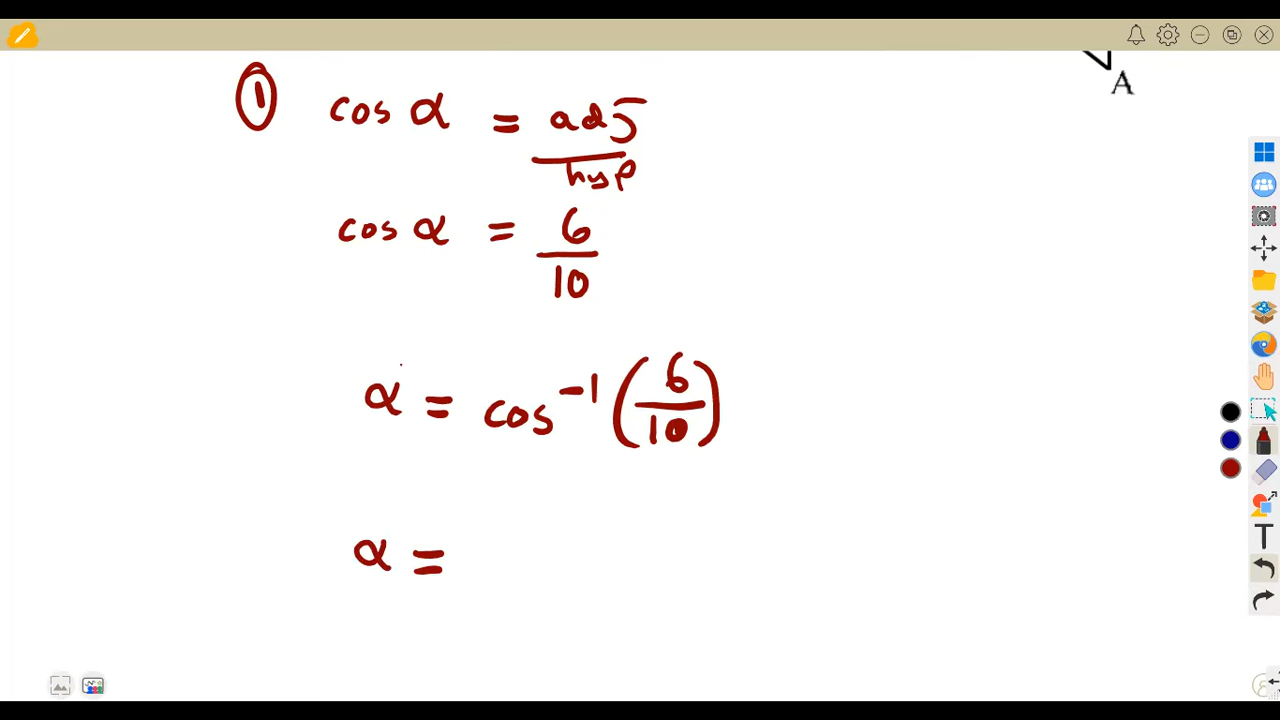 A
① cos α = adj/hyp
cos α = 6/10
α = cos⁻¹(6/10)
α =
T